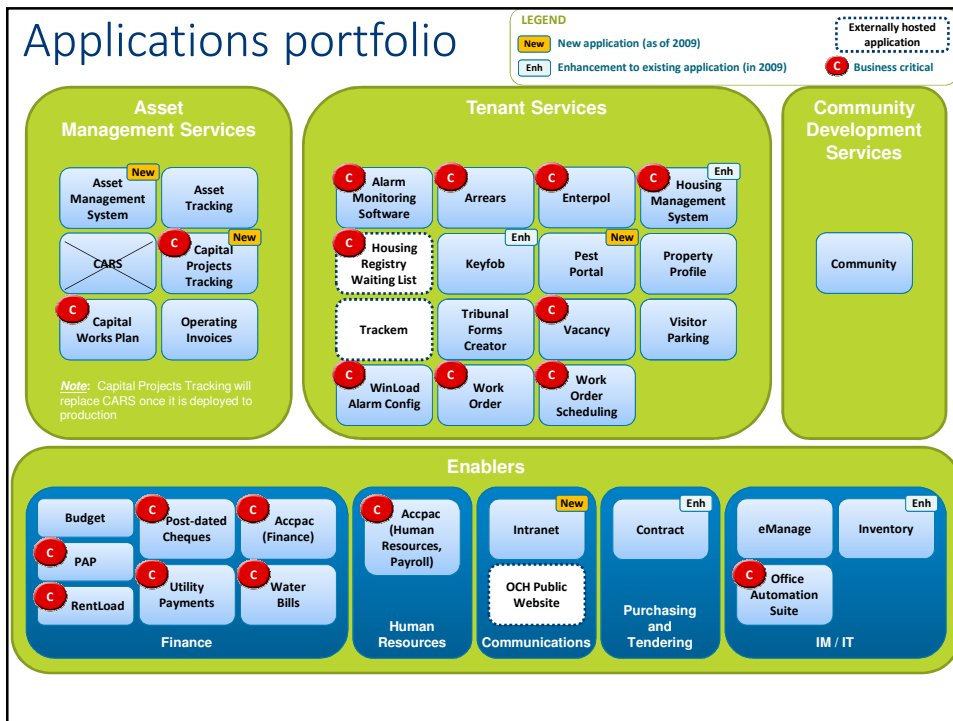 Applications portfolio
LEGEND
New New application (as of 2009)
Enh Enhancement to existing application (in 2009)
Externally hosted
application
C Business critical
Asset
Management Services
New
Asset
Management
System
Asset
Tracking
CARS
C
New
Capital
Projects
Tracking
C
Capital
Works Plan
Operating
Invoices
Note: Capital Projects Tracking will
replace CARS once it is deployed to
production
Tenant Services
C
Alarm
Monitoring
Software
C
Arrears
C
Enterpol
C
Enh
Housing
Management
System
C
Housing
Registry
Waiting List
Enh
Keyfob
New
Pest
Portal
Property
Profile
Trackem
Tribunal
Forms
Creator
C
Vacancy
Visitor
Parking
C
WinLoad
Alarm Config
C
Work
Order
C
Work
Order
Scheduling
Community
Development
Services
Community
Enablers
Budget
C
Post-dated
Cheques
C
Accpac
(Finance)
C
PAP
C
RentLoad
C
Utility
Payments
C
Water
Bills
Finance
C
Accpac
(Human
Resources,
Payroll)
Human
Resources
New
Intranet
OCH Public
Website
Communications
Enh
Contract
Purchasing
and
Tendering
eManage
Enh
Inventory
C
Office
Automation
Suite
IM / IT